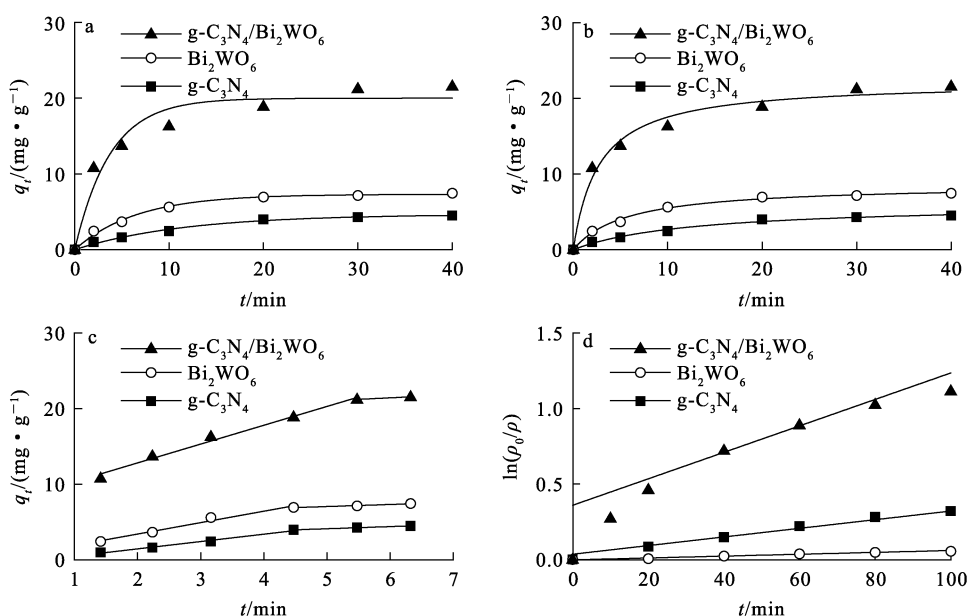 a
g-C₃N₄/Bi₂WO₆
Bi₂WO₆
g-C₃N₄
30
20
10
0
qₜ/(mg • g⁻¹)
0 10 20 30 40
t/min
b
g-C₃N₄/Bi₂WO₆
Bi₂WO₆
g-C₃N₄
30
20
10
0
qₜ/(mg • g⁻¹)
0 10 20 30 40
t/min
c
g-C₃N₄/Bi₂WO₆
Bi₂WO₆
g-C₃N₄
30
20
10
0
qₜ/(mg • g⁻¹)
1 2 3 4 5 6 7
t/min
d
g-C₃N₄/Bi₂WO₆
Bi₂WO₆
g-C₃N₄
1.5
1.0
0.5
0.0
ln(ρ₀/ρ)
0 20 40 60 80 100
t/min